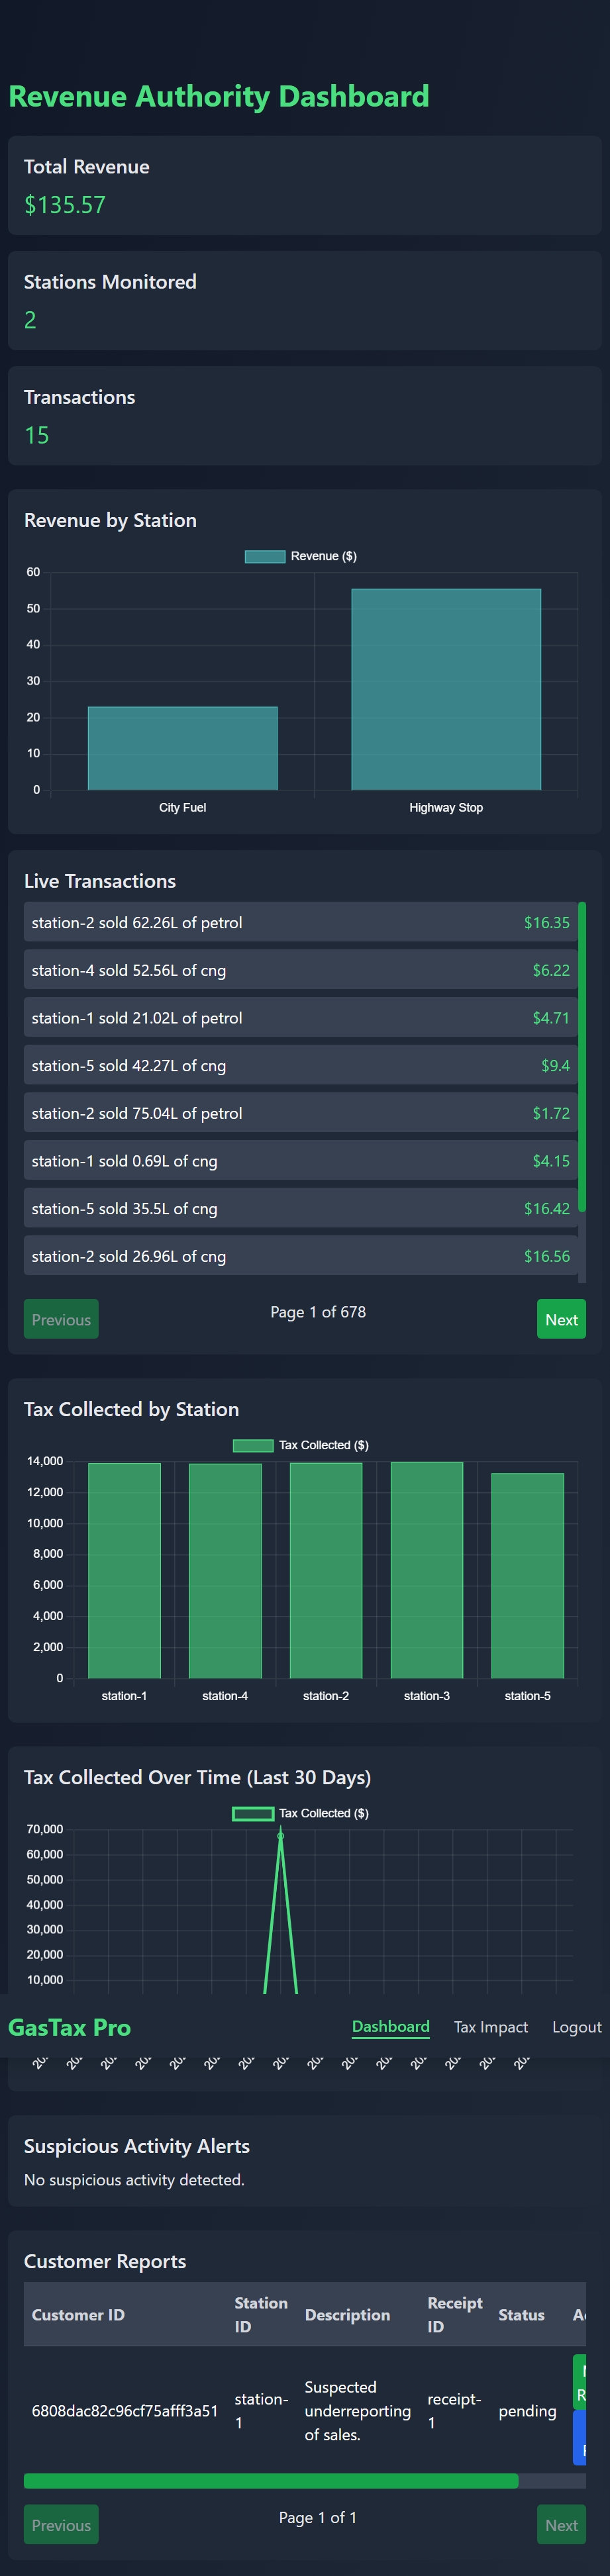 Revenue Authority Dashboard
Total Revenue
$135.57
Stations Monitored
2
Transactions
15
Revenue by Station
Revenue ($)
60
50
40
30
20
10
0
City Fuel Highway Stop
Live Transactions
station-2 sold 62.26L of petrol $16.35
station-4 sold 52.56L of cng $6.22
station-1 sold 21.02L of petrol $4.71
station-5 sold 42.27L of cng $9.4
station-2 sold 75.04L of petrol $1.72
station-1 sold 0.69L of cng $4.15
station-5 sold 35.5L of cng $16.42
station-2 sold 26.96L of cng $16.56
Previous Page 1 of 678 Next
Tax Collected by Station
Tax Collected ($)
14,000
12,000
10,000
8,000
6,000
4,000
2,000
0
station-1 station-4 station-2 station-3 station-5
Tax Collected Over Time (Last 30 Days)
Tax Collected ($)
70,000
60,000
50,000
40,000
30,000
20,000
10,000
GasTax Pro Dashboard Tax Impact Logout
Suspicious Activity Alerts
No suspicious activity detected.
Customer Reports
Customer ID Station ID Description Receipt ID Status
6808dac82c96cf75afff3a51 station-1 Suspected underreporting of sales. receipt-1 pending
Previous Page 1 of 1 Next